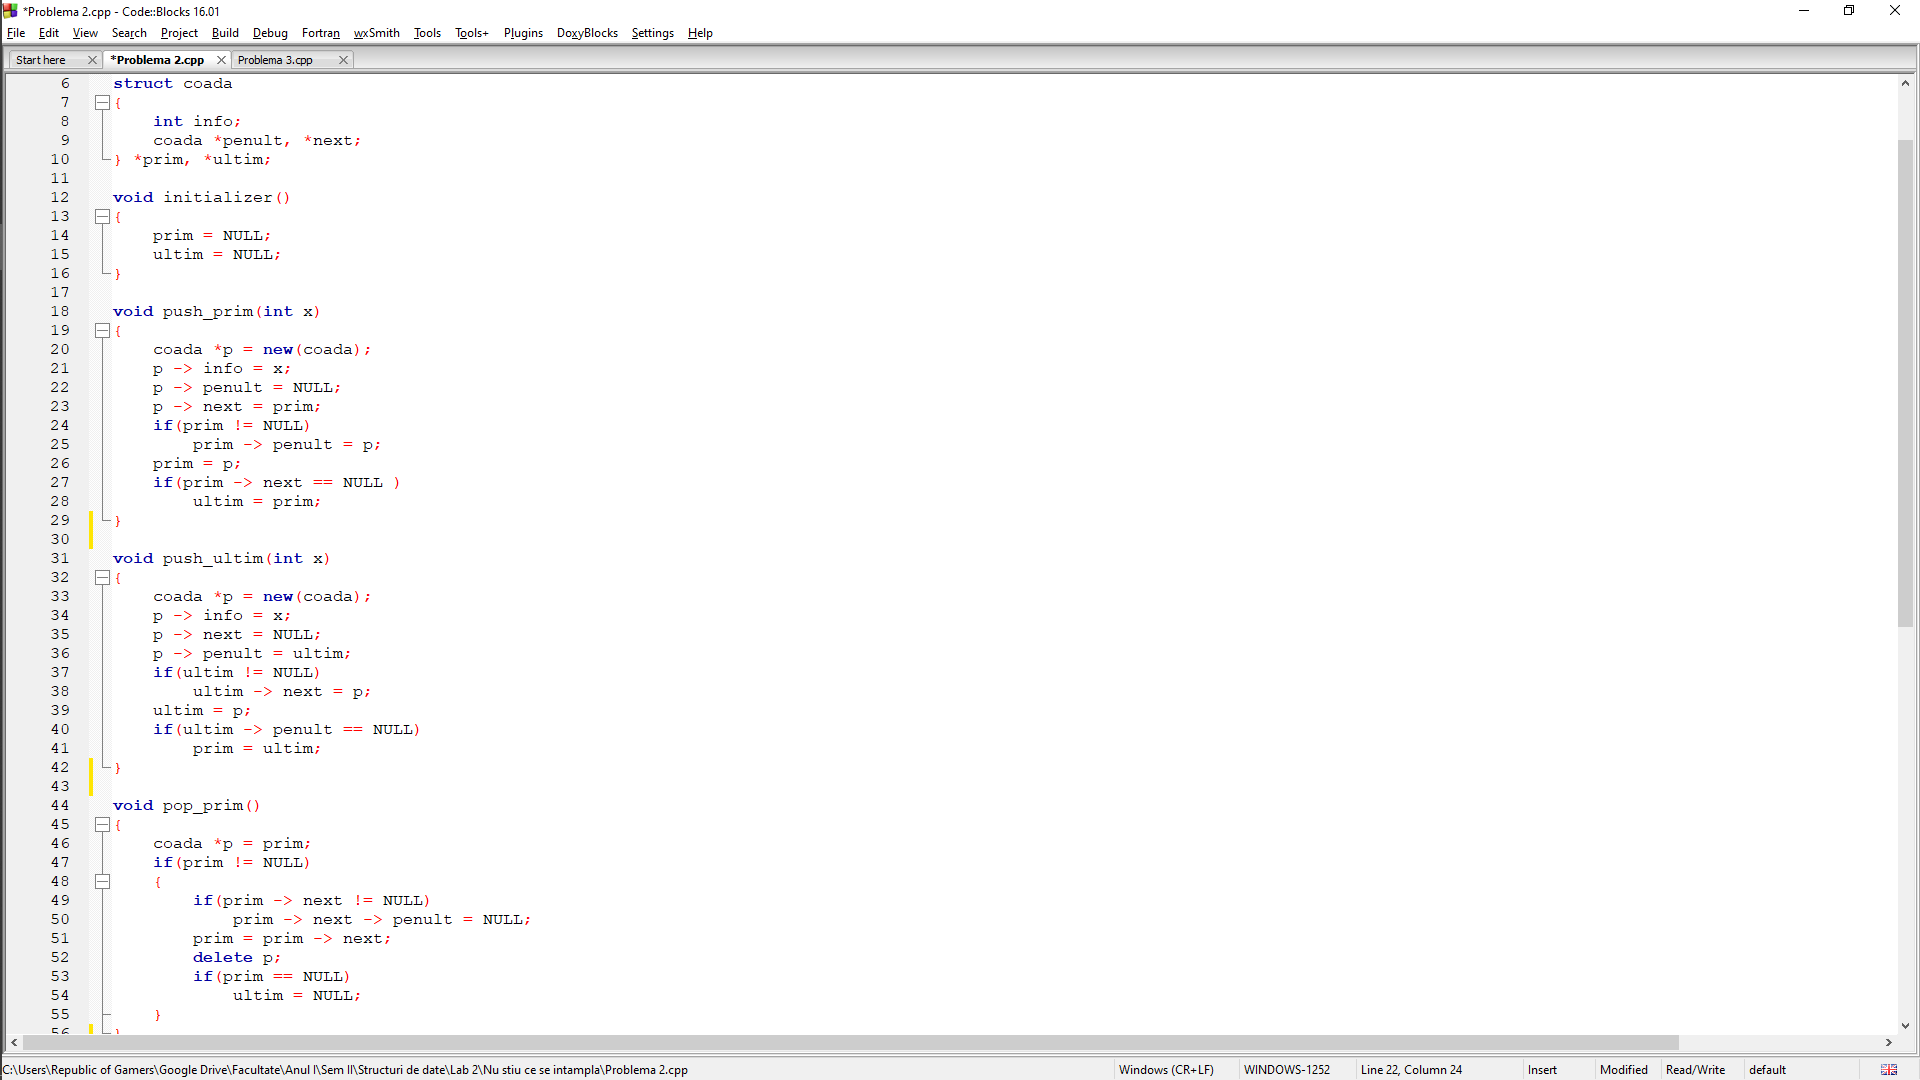 *Problema 2.cpp - Code::Blocks 16.01
File Edit View Search Project Build Debug Fortran wxSmith Tools Tools+ Plugins DoxyBlocks Settings Help
Start here *Problema 2.cpp Problema 3.cpp
6 struct coada
7 {
8 int info;
9 coada *penult, *next;
10 } *prim, *ultim;
11
12 void initializer()
13 {
14 prim = NULL;
15 ultim = NULL;
16 }
17
18 void push_prim(int x)
19 {
20 coada *p = new(coada);
21 p -> info = x;
22 p -> penult = NULL;
23 p -> next = prim;
24 if(prim != NULL)
25 prim -> penult = p;
26 prim = p;
27 if(prim -> next == NULL )
28 ultim = prim;
29 }
30
31 void push_ultim(int x)
32 {
33 coada *p = new(coada);
34 p -> info = x;
35 p -> next = NULL;
36 p -> penult = ultim;
37 if(ultim != NULL)
38 ultim -> next = p;
39 ultim = p;
40 if(ultim -> penult == NULL)
41 prim = ultim;
42 }
43
44 void pop_prim()
45 {
46 coada *p = prim;
47 if(prim != NULL)
48 {
49 if(prim -> next != NULL)
50 prim -> next -> penult = NULL;
51 prim = prim -> next;
52 delete p;
53 if(prim == NULL)
54 ultim = NULL;
55 }
56 }
C:\Users\Republic of Gamers\Google Drive\Facultate\Anul I\Sem II\Structuri de date\Lab 2\Nu stiu ce se intampla\Problema 2.cpp Windows (CR+LF) WINDOWS-1252 Line 22, Column 24 Insert Modified Read/Write default